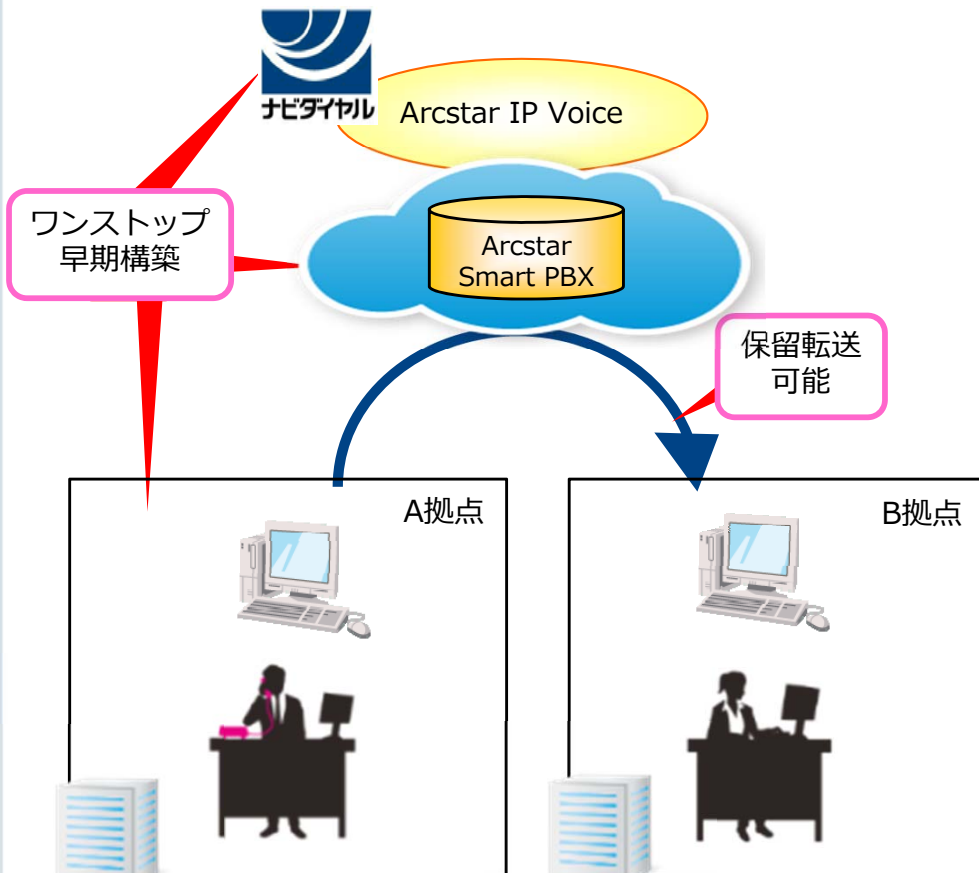 ナビダイヤル
Arcstar IP Voice
ワンストップ
早期構築
Arcstar
Smart PBX
保留転送
可能
A拠点
B拠点